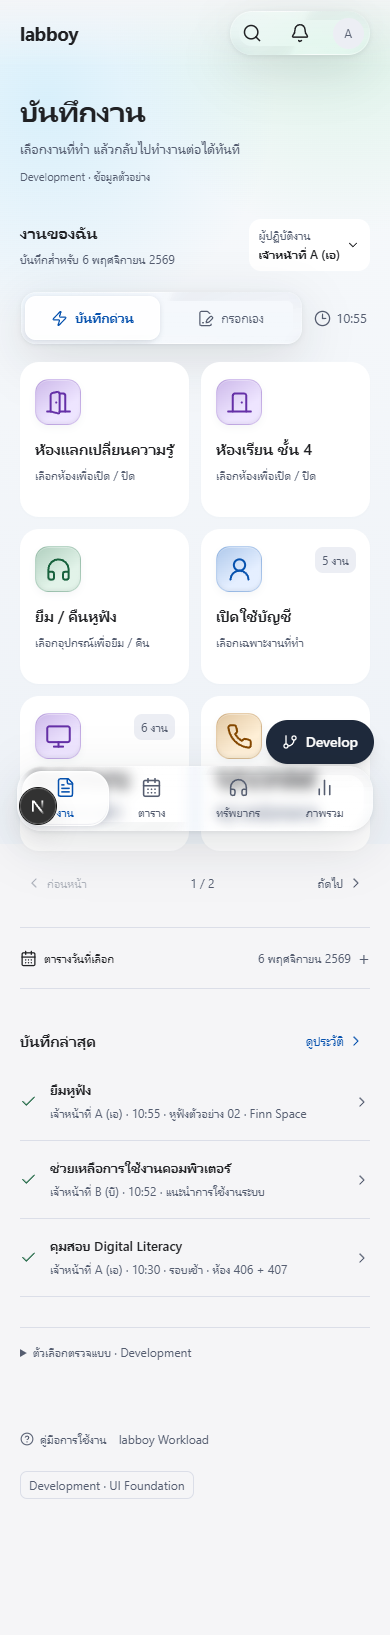 labboy
A
บันทึกงาน
เลือกงานที่ทำ แล้วกลับไปทำงานต่อได้ทันที
Development · ข้อมูลตัวอย่าง
งานของฉัน
บันทึกสำหรับ 6 พฤศจิกายน 2569
ผู้ปฏิบัติงาน
เจ้าหน้าที่ A (เอ)
บันทึกด่วน
กรอกเอง
10:55
ห้องแลกเปลี่ยนความรู้
เลือกห้องเพื่อเปิด / ปิด
ห้องเรียน ชั้น 4
เลือกห้องเพื่อเปิด / ปิด
ยืม / คืนหูฟัง
เลือกอุปกรณ์เพื่อยืม / คืน
5 งาน
เปิดใช้บัญชี
เลือกเฉพาะงานที่ทำ
6 งาน
Develop
N
งาน
ตาราง
ทรัพยากร
ภาพรวม
ก่อนหน้า
1 / 2
ถัดไป
ตารางวันที่เลือก
6 พฤศจิกายน 2569
บันทึกล่าสุด
ดูประวัติ
ยืมหูฟัง
เจ้าหน้าที่ A (เอ) · 10:55 · หูฟังตัวอย่าง 02 · Finn Space
ช่วยเหลือการใช้งานคอมพิวเตอร์
เจ้าหน้าที่ B (บี) · 10:52 · แนะนำการใช้งานระบบ
คุมสอบ Digital Literacy
เจ้าหน้าที่ A (เอ) · 10:30 · รอบเช้า · ห้อง 406 + 407
ตัวเลือกตรวจแบบ · Development
คู่มือการใช้งาน
labboy Workload
Development · UI Foundation